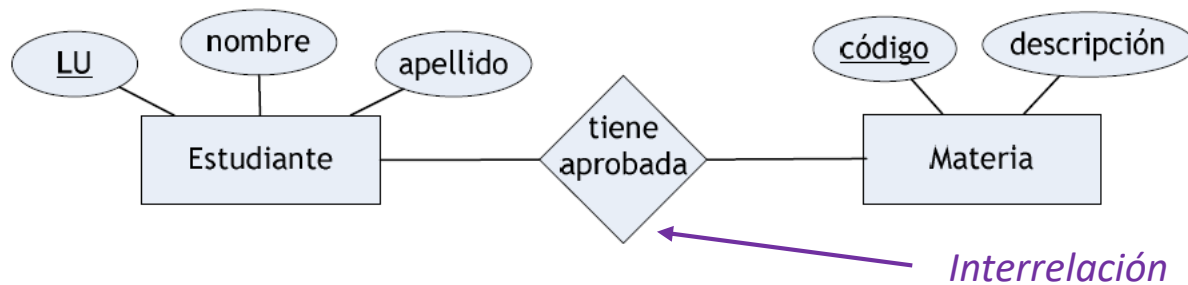 LU
nombre
apellido
código
descripción
Estudiante
tiene
aprobada
Materia
Interrelación